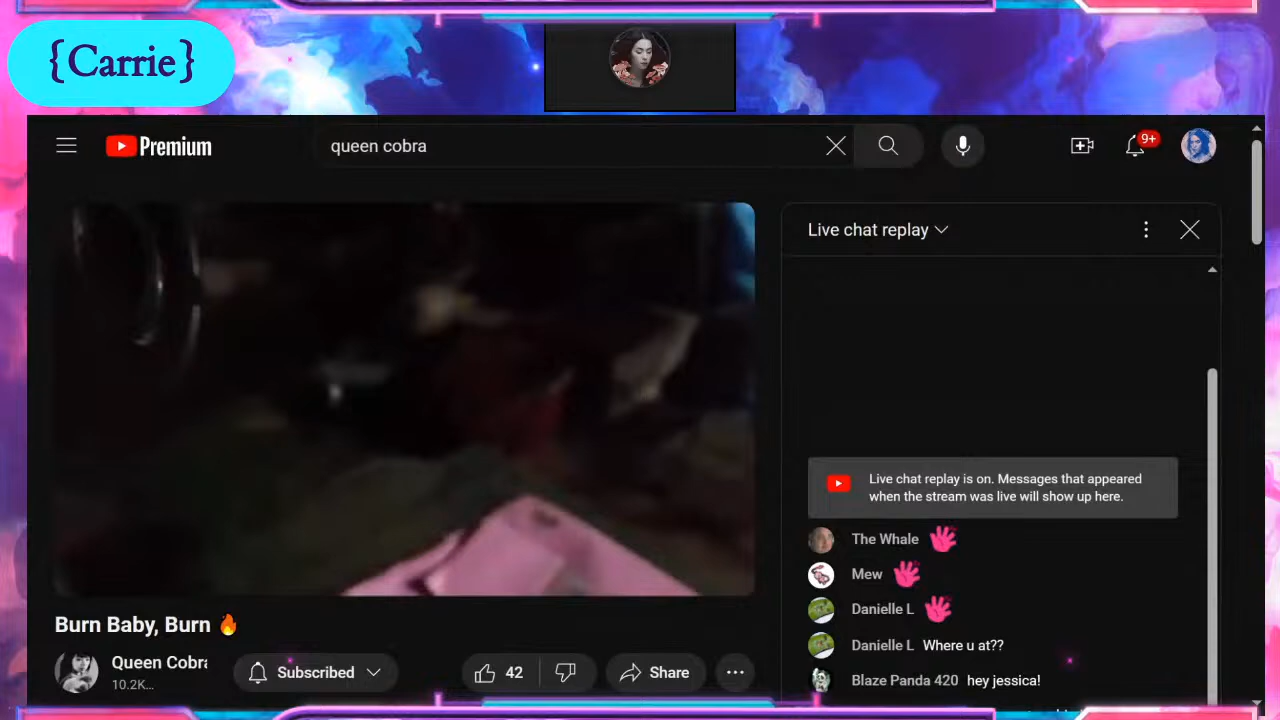 {Carrie}
Premium
queen cobra
9+
Live chat replay
Live chat replay is on. Messages that appeared
when the stream was live will show up here.
The Whale
Mew
Danielle L
Danielle L Where u at??
Blaze Panda 420 hey jessica!
Burn Baby, Burn 🔥
Queen Cobra
10.2K...
Subscribed
42
Share